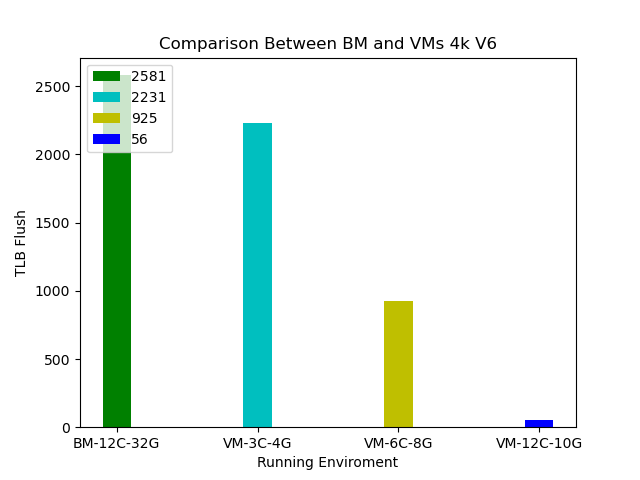 Comparison Between BM and VMs 4k V6
2581
2231
925
56
TLB Flush
2500
2000
1500
1000
500
0
BM-12C-32G VM-3C-4G VM-6C-8G VM-12C-10G
Running Enviroment